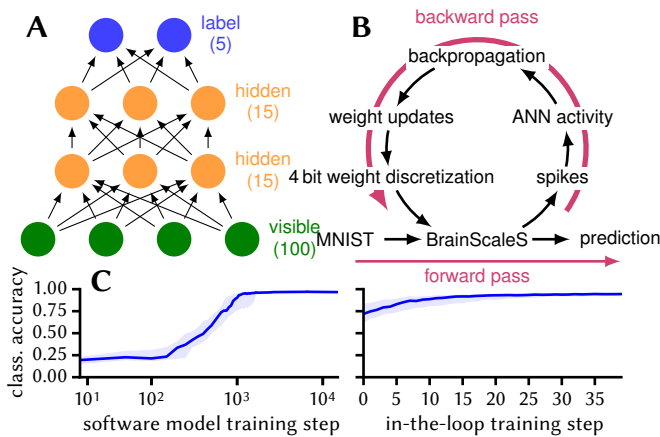 A
label
(5)
hidden
(15)
hidden
(15)
visible
(100)
B
backward pass
backpropagation
weight updates
ANN activity
4 bit weight discretization
spikes
MNIST
BrainScaleS
prediction
forward pass
C
class. accuracy
1.00
0.75
0.50
0.25
0.00
10¹
10²
10³
10⁴
software model training step
0
5
10
15
20
25
30
35
in-the-loop training step